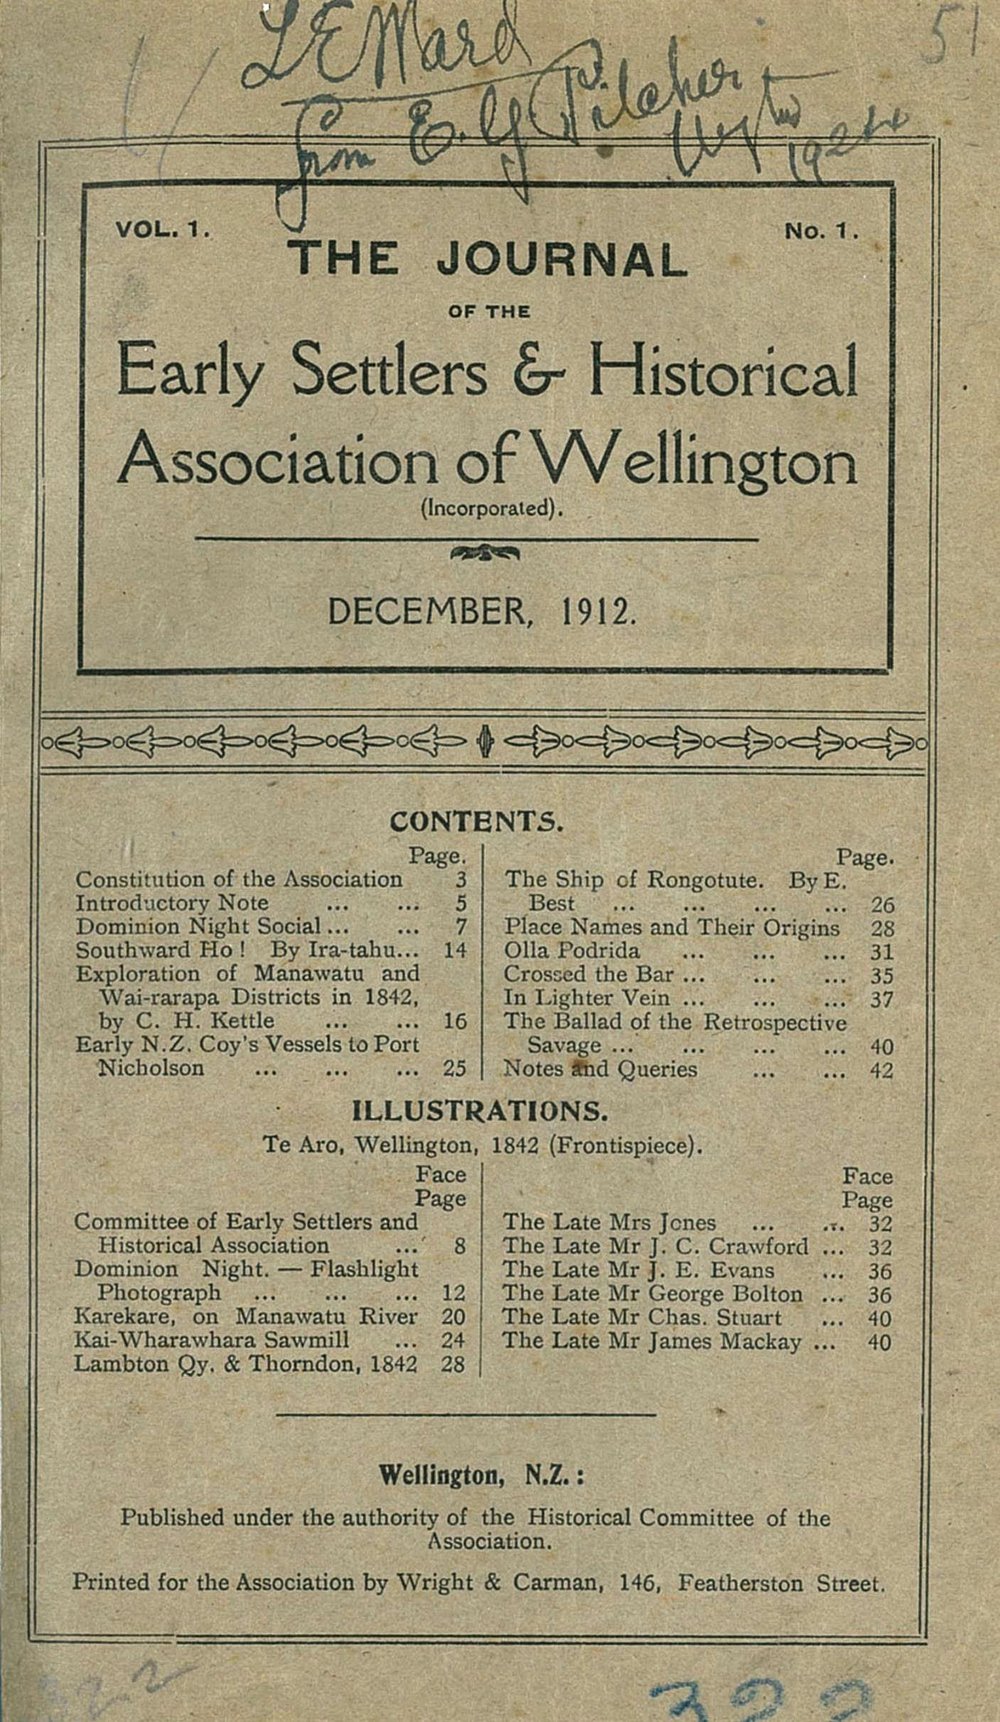 L E Ward
51
from E. G Pilcher
Wgtn
1924
VOL. 1.
No. 1.
THE JOURNAL
OF THE
Early Settlers & Historical
Association of Wellington
(Incorporated).
DECEMBER, 1912.
CONTENTS.
Page.
Constitution of the Association 3
Introductory Note ... ... 5
Dominion Night Social ... ... 7
Southward Ho! By Ira-tahu... 14
Exploration of Manawatu and
Wai-rarapa Districts in 1842,
by C. H. Kettle ... ... 16
Early N.Z. Coy's Vessels to Port
Nicholson ... ... ... 25
Page.
The Ship of Rongotute. By E.
Best ... ... ... ... 26
Place Names and Their Origins 28
Olla Podrida ... ... ... 31
Crossed the Bar ... ... ... 35
In Lighter Vein ... ... ... 37
The Ballad of the Retrospective
Savage ... ... ... ... 40
Notes and Queries ... ... 42
ILLUSTRATIONS.
Te Aro, Wellington, 1842 (Frontispiece).
Face
Page
Committee of Early Settlers and
Historical Association ... 8
Dominion Night. — Flashlight
Photograph ... ... ... 12
Karekare, on Manawatu River 20
Kai-Wharawhara Sawmill ... 24
Lambton Qy. & Thorndon, 1842 28
Face
Page
The Late Mrs Jones ... ... 32
The Late Mr J. C. Crawford ... 32
The Late Mr J. E. Evans ... 36
The Late Mr George Bolton ... 36
The Late Mr Chas. Stuart ... 40
The Late Mr James Mackay ... 40
Wellington, N.Z.:
Published under the authority of the Historical Committee of the
Association.
Printed for the Association by Wright & Carman, 146, Featherston Street.
322
322